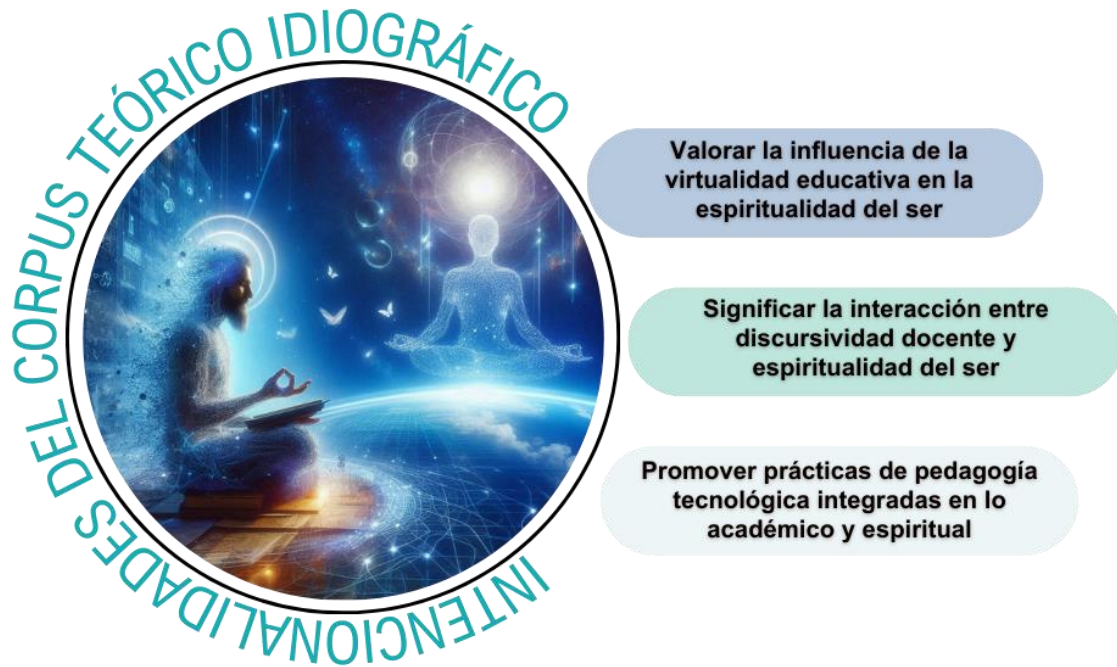 INTENCIONALIDADES DEL CORPUS TEÓRICO IDIOGRÁFICO
Valorar la influencia de la
virtualidad educativa en la
espiritualidad del ser
Significar la interacción entre
discursividad docente y
espiritualidad del ser
Promover prácticas de pedagogía
tecnológica integradas en lo
académico y espiritual